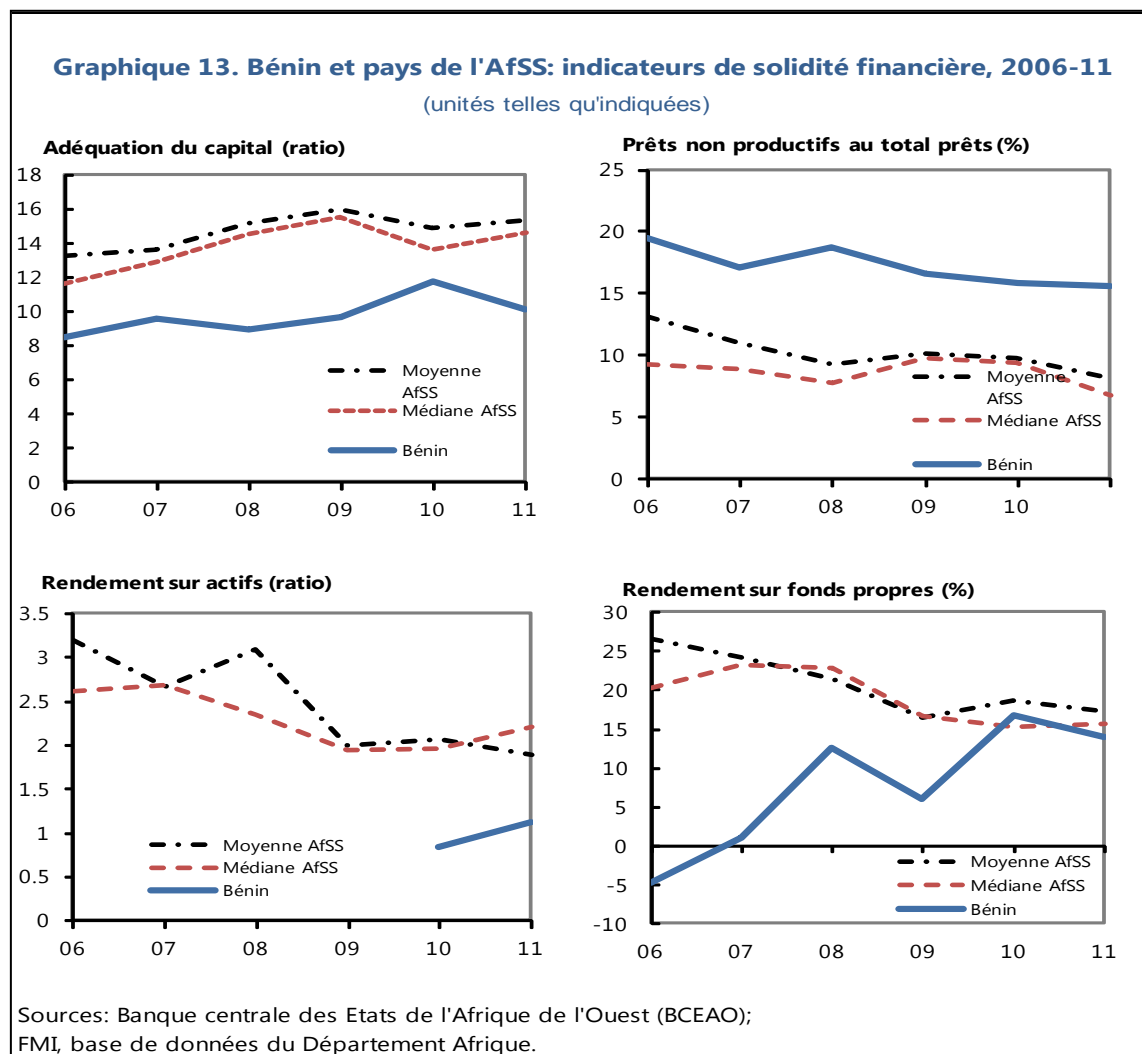 Graphique 13. Bénin et pays de l'AfSS: indicateurs de solidité financière, 2006-11
(unités telles qu'indiquées)
Adéquation du capital (ratio)
18
16
14
12
10
8
6
4
2
0
06 07 08 09 10 11
Moyenne
AfSS
Médiane AfSS
Bénin
Prêts non productifs au total prêts (%)
25
20
15
10
5
0
06 07 08 09 10
Moyenne
AfSS
Médiane AfSS
Bénin
Rendement sur actifs (ratio)
3.5
3
2.5
2
1.5
1
0.5
0
06 07 08 09 10 11
Moyenne AfSS
Médiane AfSS
Bénin
Rendement sur fonds propres (%)
30
25
20
15
10
5
0
-5
-10
06 07 08 09 10 11
Moyenne AfSS
Médiane AfSS
Bénin
Sources: Banque centrale des Etats de l'Afrique de l'Ouest (BCEAO);
FMI, base de données du Département Afrique.